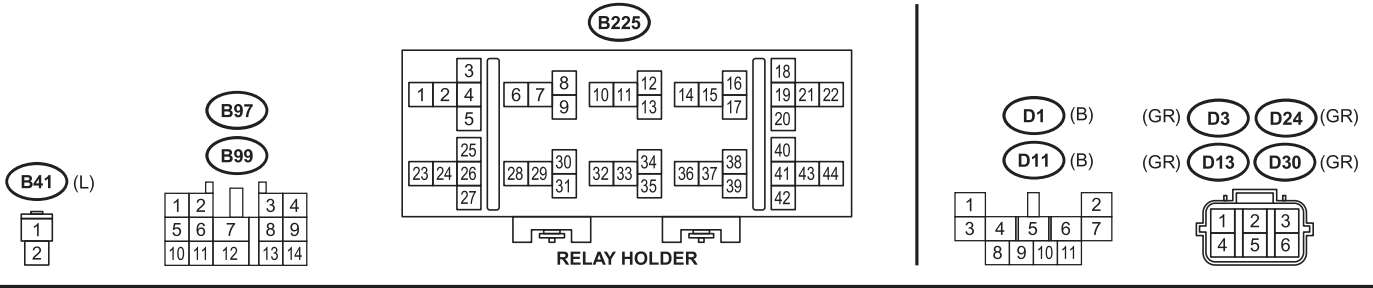 B225
3 8 12 16 18
1 2 4 6 7 10 11 14 15 19 21 22
5 9 13 17 20
25 30 34 38 40
23 24 26 28 29 32 33 36 37 41 43 44
27 31 35 39 42
RELAY HOLDER
B97
B99
1 2 3 4
5 6 7 8 9
10 11 12 13 14
B41 (L)
1
2
D1 (B)
D11 (B)
1 2
3 4 5 6 7
8 9 10 11
(GR) D3 D24 (GR)
(GR) D13 D30 (GR)
1 2 3
4 5 6